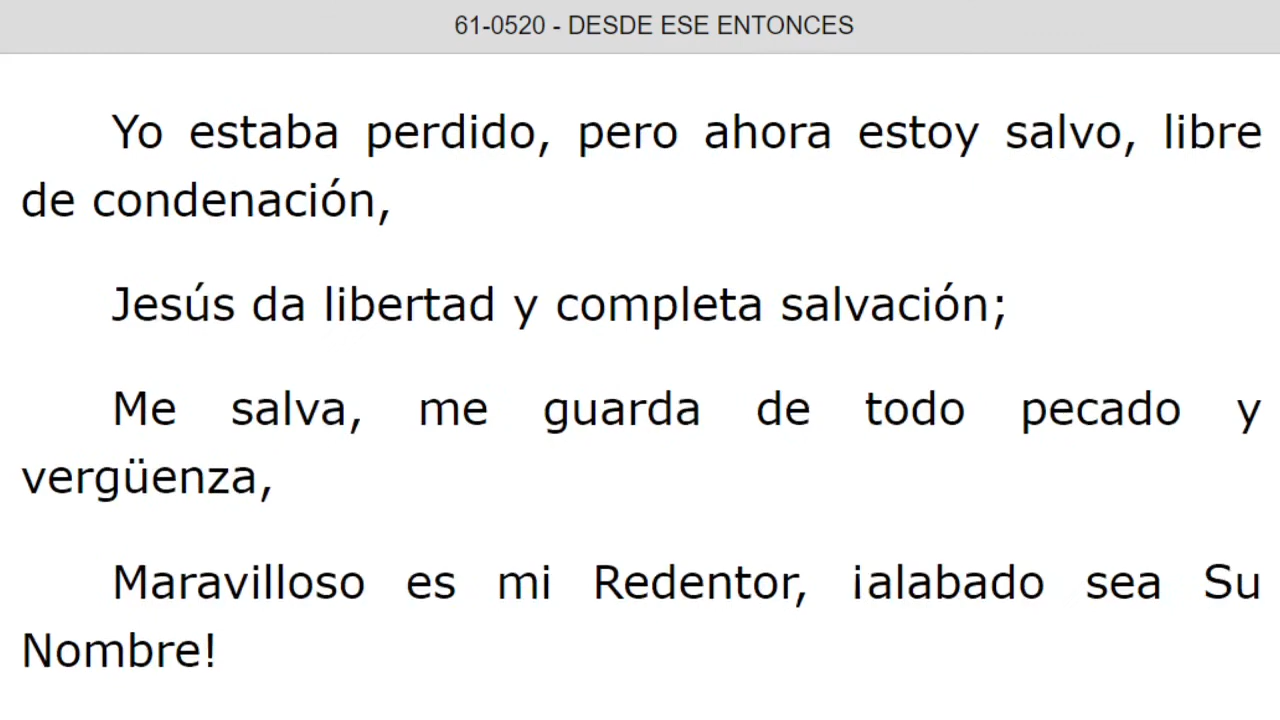 61-0520 - DESDE ESE ENTONCES
Yo estaba perdido, pero ahora estoy salvo, libre
de condenación,
Jesús da libertad y completa salvación;
Me salva, me guarda de todo pecado y
vergüenza,
Maravilloso es mi Redentor, ¡alabado sea Su
Nombre!